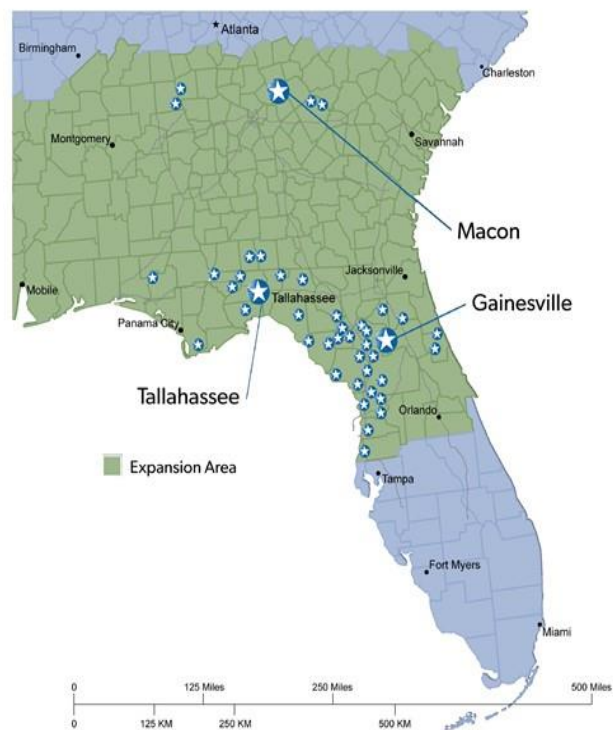 Atlanta
Birmingham
Charleston
Montgomery
Savannah
Macon
Jacksonville
Mobile
Tallahassee
Gainesville
Panama City
Tallahassee
Orlando
Expansion Area
Tampa
Fort Myers
Miami
0 125 Miles 250 Miles 500 Miles
0 125 KM 250 KM 500 KM